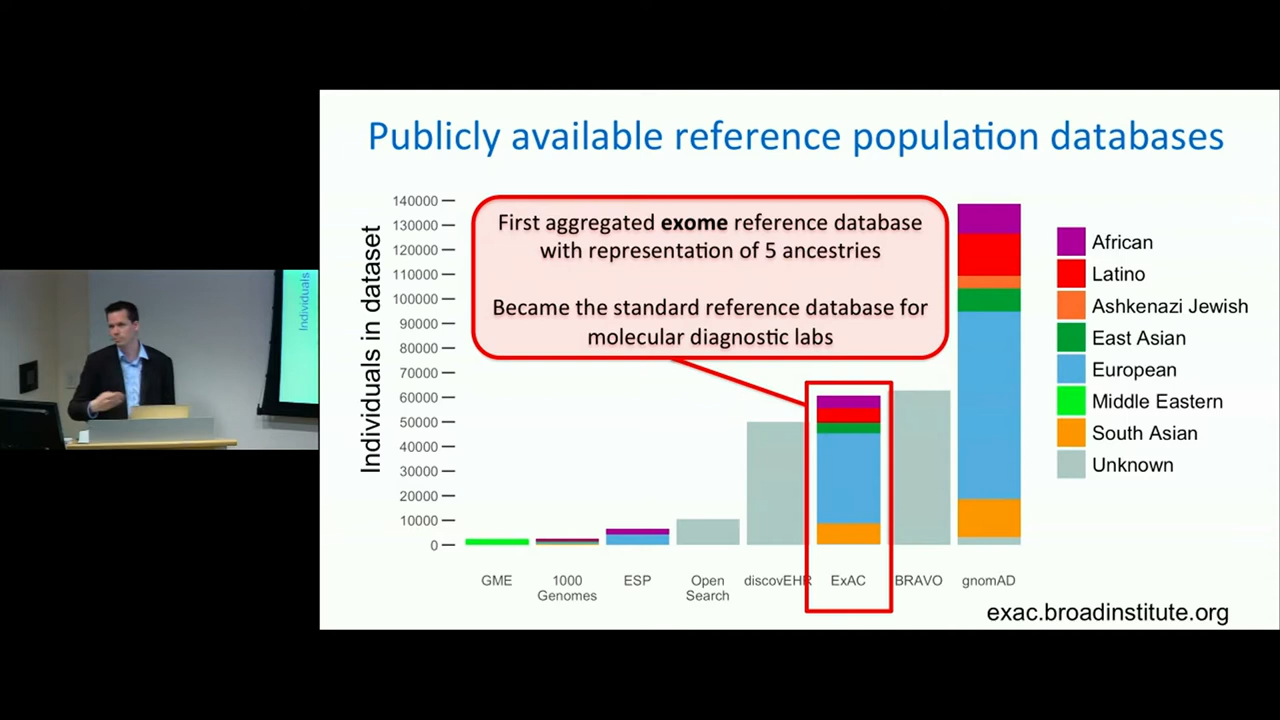 Publicly available reference population databases
Individuals in dataset
140000
130000
120000
110000
100000
90000
80000
70000
60000
50000
40000
30000
20000
10000
0
First aggregated exome reference database
with representation of 5 ancestries
Became the standard reference database for
molecular diagnostic labs
African
Latino
Ashkenazi Jewish
East Asian
European
Middle Eastern
South Asian
Unknown
GME
1000
Genomes
ESP
Open
Search
discovEHR
ExAC
BRAVO
gnomAD
exac.broadinstitute.org
Individuals